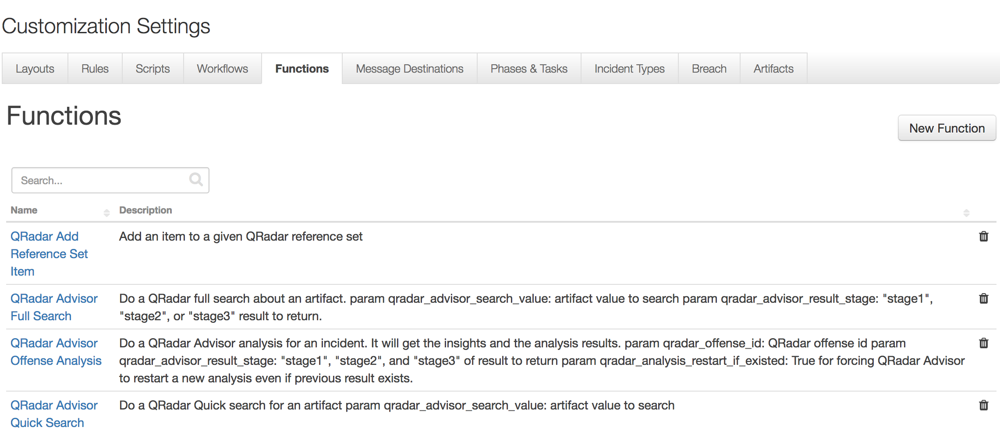 Customization Settings
Layouts
Rules
Scripts
Workflows
Functions
Message Destinations
Phases & Tasks
Incident Types
Breach
Artifacts
Functions
New Function
Search...
Name
Description
QRadar Add
Reference Set
Item
Add an item to a given QRadar reference set
QRadar Advisor
Full Search
Do a QRadar full search about an artifact. param qradar_advisor_search_value: artifact value to search param qradar_advisor_result_stage: "stage1",
"stage2", or "stage3" result to return.
QRadar Advisor
Offense Analysis
Do a QRadar Advisor analysis for an incident. It will get the insights and the analysis results. param qradar_offense_id: QRadar offense id param
qradar_advisor_result_stage: "stage1", "stage2", and "stage3" of result to return param qradar_analysis_restart_if_existed: True for forcing QRadar Advisor
to restart a new analysis even if previous result exists.
QRadar Advisor
Quick Search
Do a QRadar Quick search for an artifact param qradar_advisor_search_value: artifact value to search